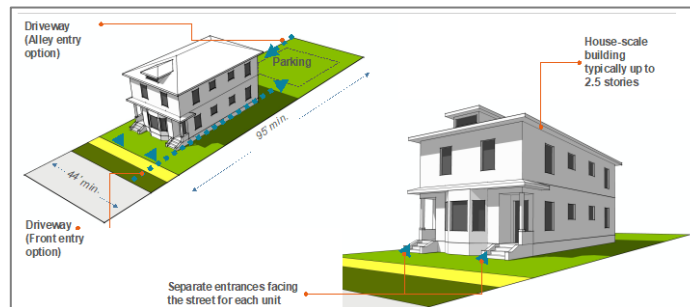 Driveway
(Alley entry
option)
Parking
95' min.
44' min.
Driveway
(Front entry
option)
House-scale
building
typically up to
2.5 stories
Separate entrances facing
the street for each unit